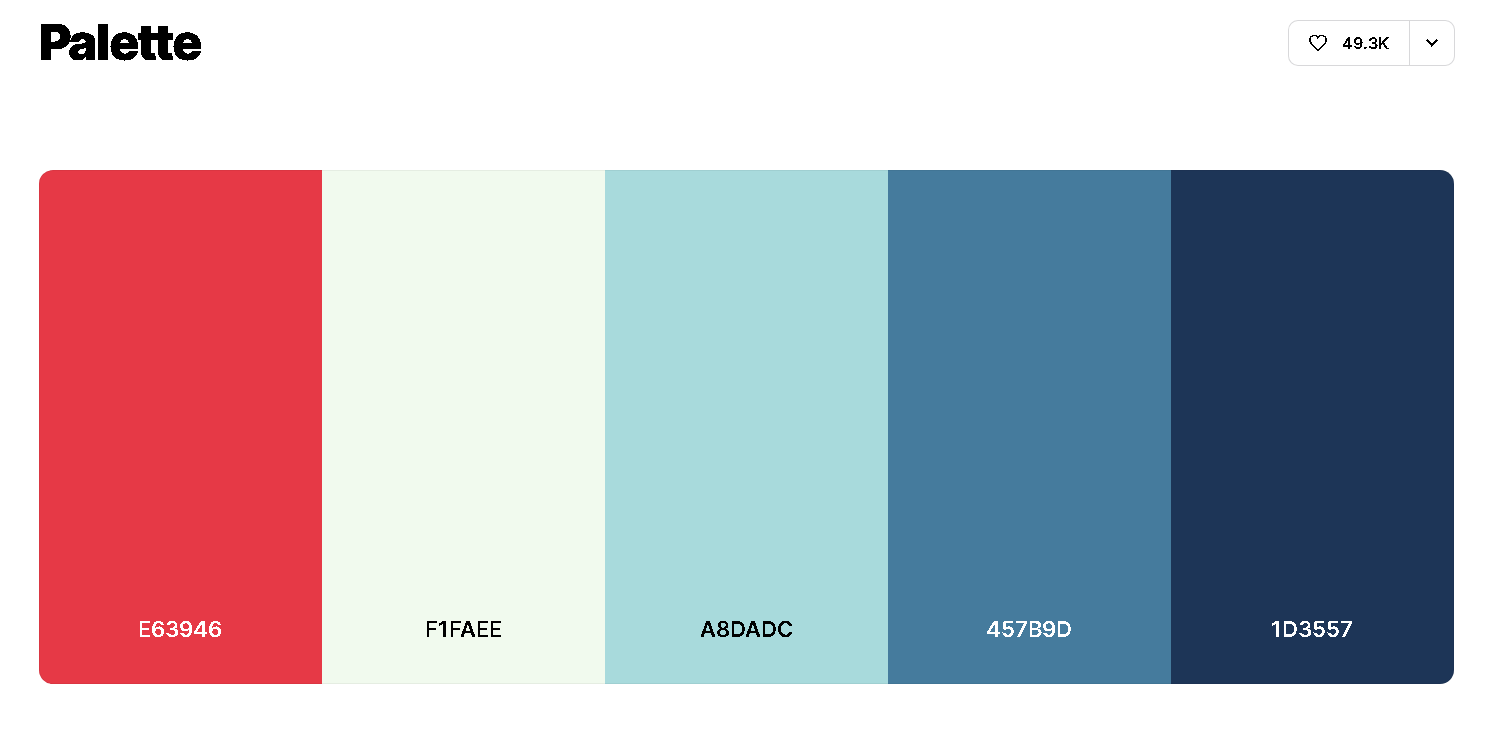 Palette
49.3K
E63946
F1FAEE
A8DADC
457B9D
1D3557